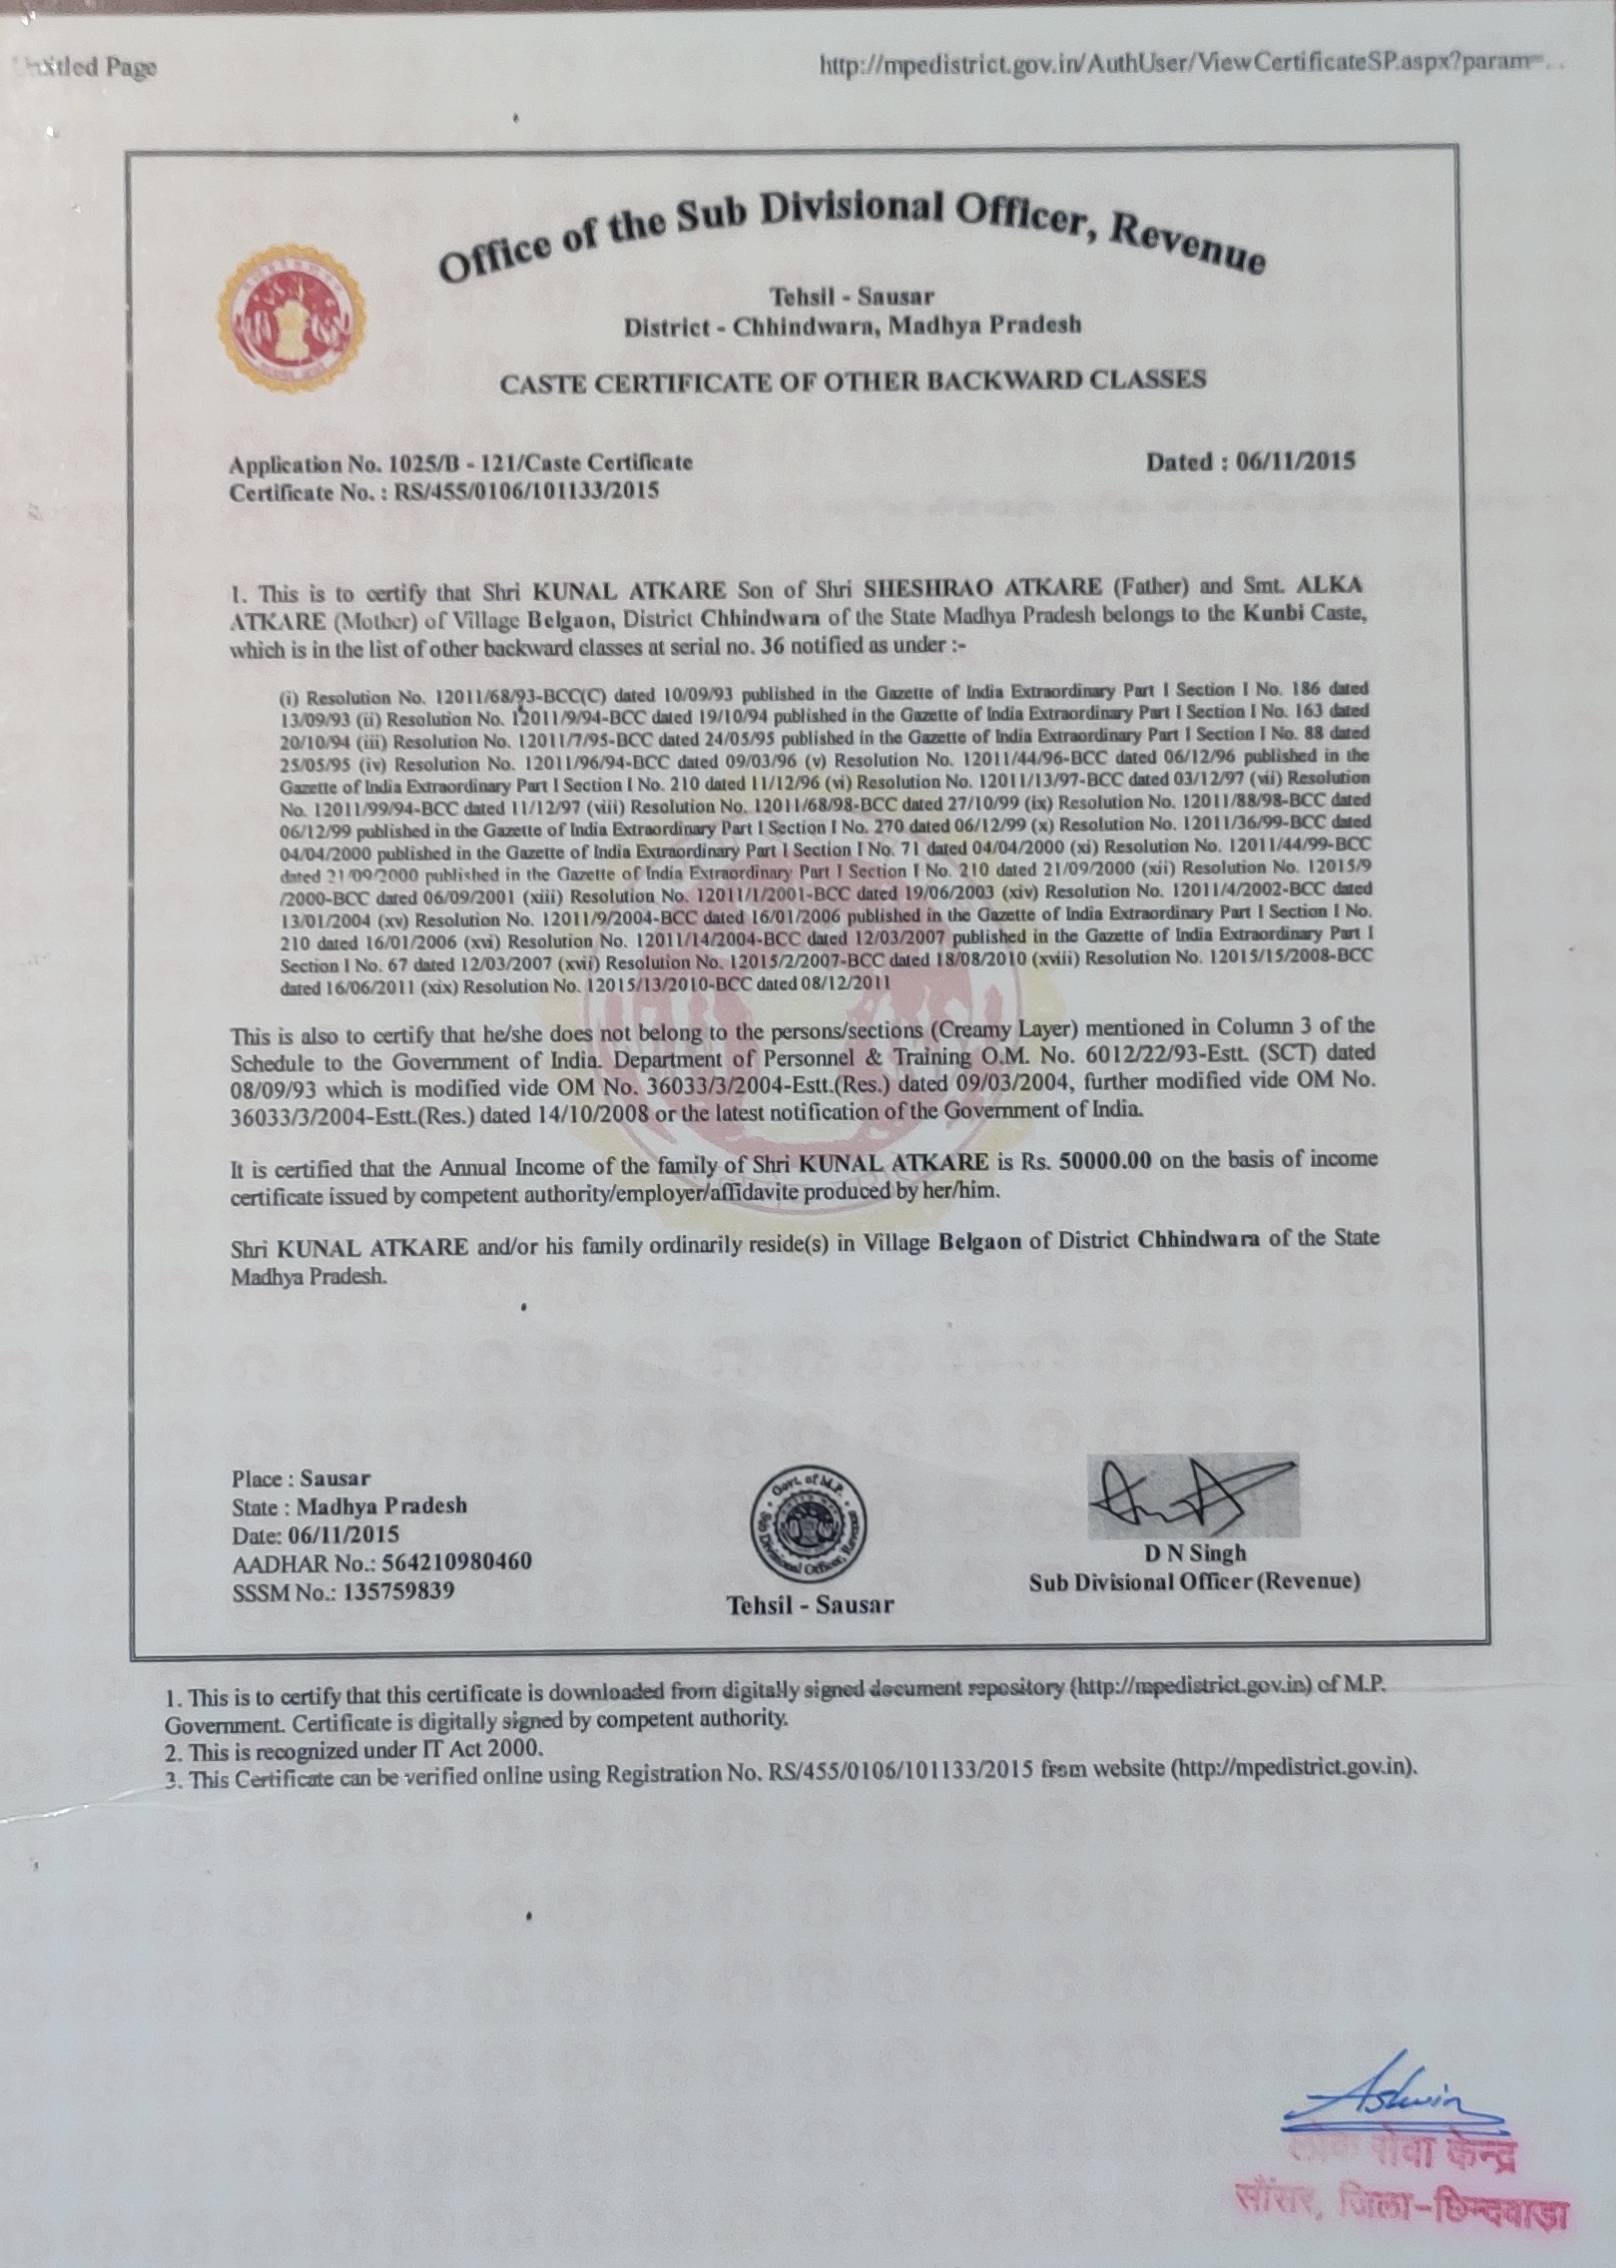 Untitled Page
http://mpedistrict.gov.in/AuthUser/ViewCertificateSP.aspx?param=...
Office of the Sub Divisional Officer, Revenue
Tehsil - Sausar
District - Chhindwara, Madhya Pradesh
CASTE CERTIFICATE OF OTHER BACKWARD CLASSES
Application No. 1025/B - 121/Caste Certificate
Dated : 06/11/2015
Certificate No. : RS/455/0106/101133/2015
1. This is to certify that Shri KUNAL ATKARE Son of Shri SHESHRAO ATKARE (Father) and Smt. ALKA
ATKARE (Mother) of Village Belgaon, District Chhindwara of the State Madhya Pradesh belongs to the Kunbi Caste,
which is in the list of other backward classes at serial no. 36 notified as under :-
(i) Resolution No. 12011/68/93-BCC(C) dated 10/09/93 published in the Gazette of India Extraordinary Part I Section I No. 186 dated
13/09/93 (ii) Resolution No. 12011/9/94-BCC dated 19/10/94 published in the Gazette of India Extraordinary Part I Section I No. 163 dated
20/10/94 (iii) Resolution No. 12011/7/95-BCC dated 24/05/95 published in the Gazette of India Extraordinary Part I Section I No. 88 dated
25/05/95 (iv) Resolution No. 12011/96/94-BCC dated 09/03/96 (v) Resolution No. 12011/44/96-BCC dated 06/12/96 published in the
Gazette of India Extraordinary Part I Section I No. 210 dated 11/12/96 (vi) Resolution No. 12011/13/97-BCC dated 03/12/97 (vii) Resolution
No. 12011/99/94-BCC dated 11/12/97 (viii) Resolution No. 12011/68/98-BCC dated 27/10/99 (ix) Resolution No. 12011/88/98-BCC dated
06/12/99 published in the Gazette of India Extraordinary Part I Section I No. 270 dated 06/12/99 (x) Resolution No. 12011/36/99-BCC dated
04/04/2000 published in the Gazette of India Extraordinary Part I Section I No. 71 dated 04/04/2000 (xi) Resolution No. 12011/44/99-BCC
dated 21/09/2000 published in the Gazette of India Extraordinary Part I Section I No. 210 dated 21/09/2000 (xii) Resolution No. 12015/9
/2000-BCC dated 06/09/2001 (xiii) Resolution No. 12011/1/2001-BCC dated 19/06/2003 (xiv) Resolution No. 12011/4/2002-BCC dated
13/01/2004 (xv) Resolution No. 12011/9/2004-BCC dated 16/01/2006 published in the Gazette of India Extraordinary Part I Section I No.
210 dated 16/01/2006 (xvi) Resolution No. 12011/14/2004-BCC dated 12/03/2007 published in the Gazette of India Extraordinary Part I
Section I No. 67 dated 12/03/2007 (xvii) Resolution No. 12015/2/2007-BCC dated 18/08/2010 (xviii) Resolution No. 12015/15/2008-BCC
dated 16/06/2011 (xix) Resolution No. 12015/13/2010-BCC dated 08/12/2011
This is also to certify that he/she does not belong to the persons/sections (Creamy Layer) mentioned in Column 3 of the
Schedule to the Government of India. Department of Personnel & Training O.M. No. 6012/22/93-Estt. (SCT) dated
08/09/93 which is modified vide OM No. 36033/3/2004-Estt.(Res.) dated 09/03/2004, further modified vide OM No.
36033/3/2004-Estt.(Res.) dated 14/10/2008 or the latest notification of the Government of India.
It is certified that the Annual Income of the family of Shri KUNAL ATKARE is Rs. 50000.00 on the basis of income
certificate issued by competent authority/employer/affidavite produced by her/him.
Shri KUNAL ATKARE and/or his family ordinarily reside(s) in Village Belgaon of District Chhindwara of the State
Madhya Pradesh.
Place : Sausar
State : Madhya Pradesh
Date: 06/11/2015
AADHAR No.: 564210980460
SSSM No.: 135759839
Govt. of M.P.
Sub Divisional Officer, Revenue
Tehsil - Sausar
D N Singh
Sub Divisional Officer (Revenue)
1. This is to certify that this certificate is downloaded from digitally signed document repository (http://mpedistrict.gov.in) of M.P.
Government. Certificate is digitally signed by competent authority.
2. This is recognized under IT Act 2000.
3. This Certificate can be verified online using Registration No. RS/455/0106/101133/2015 from website (http://mpedistrict.gov.in).
Ashwin
लोक सेवा केन्द्र
सौंसर, जिला-छिन्दवाड़ा